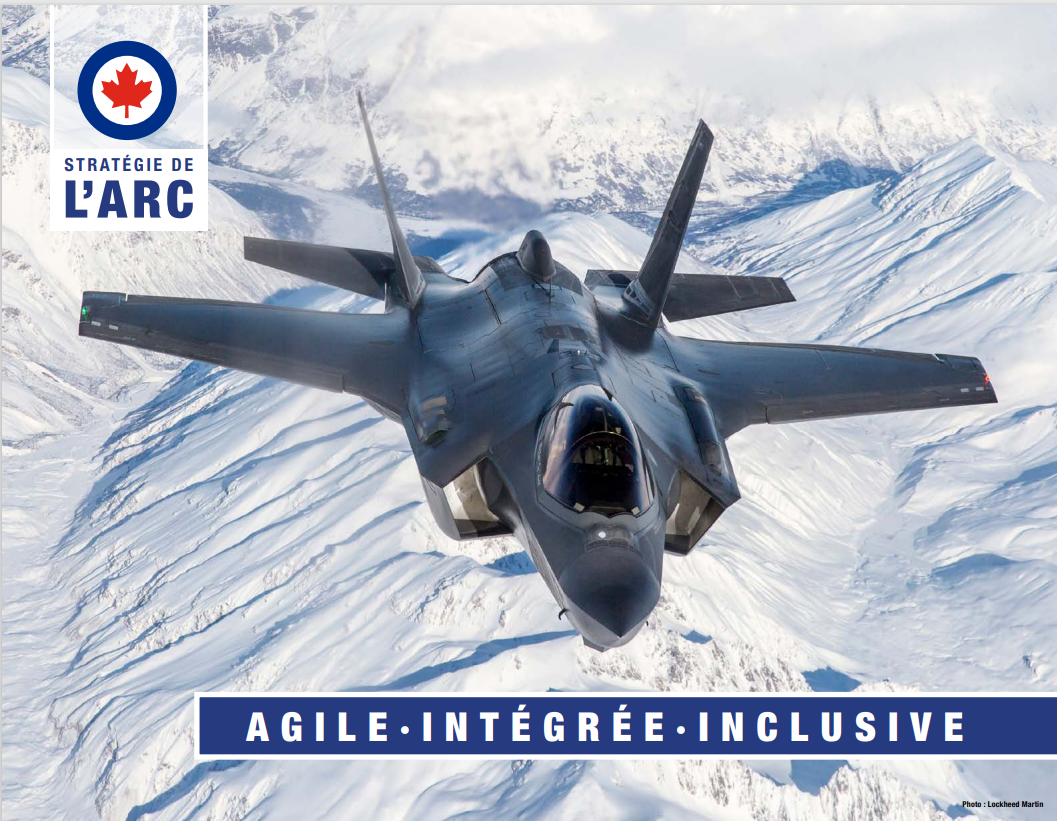 STRATÉGIE DE
L'ARC
AGILE·INTÉGRÉE·INCLUSIVE
Photo : Lockheed Martin